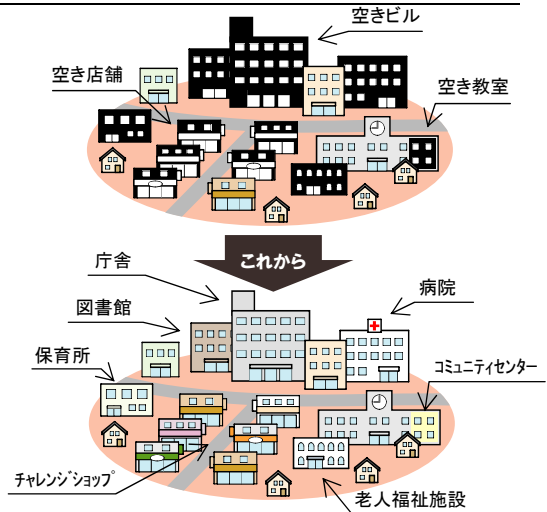 空きビル
空き店舗
空き教室
これから
庁舎
図書館
病院
保育所
コミュニティセンター
チャレンジショップ
老人福祉施設